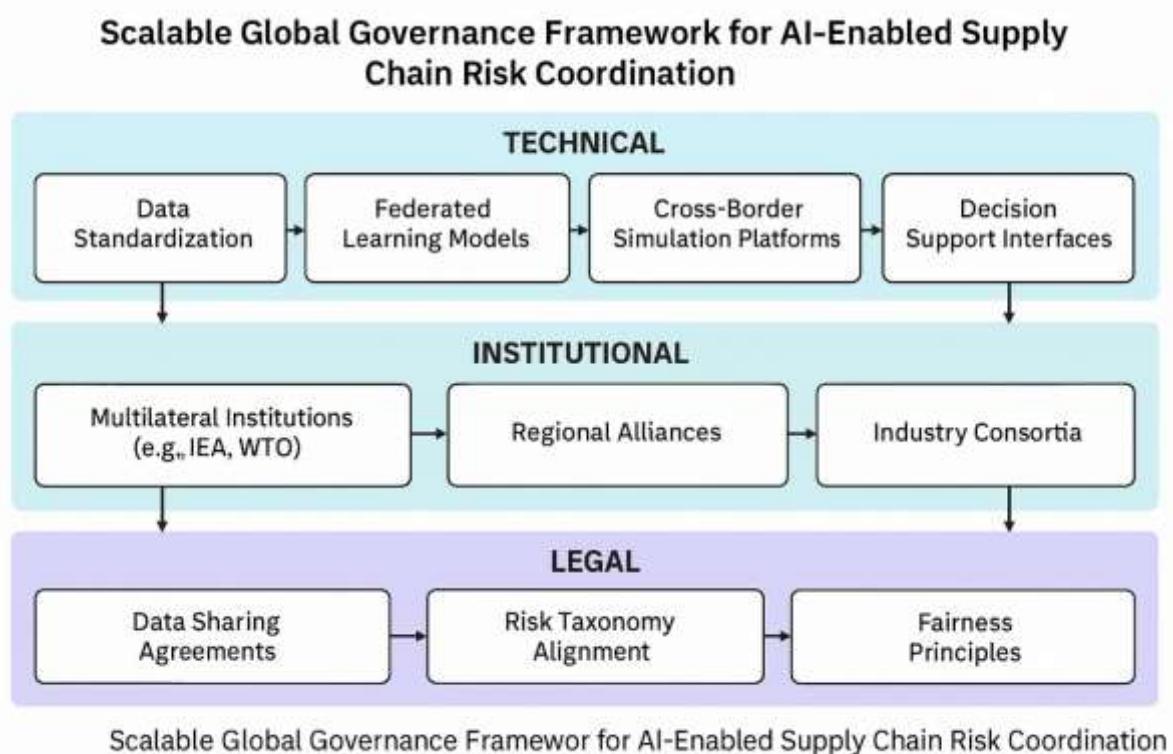 Scalable Global Governance Framework for AI-Enabled Supply
Chain Risk Coordination
TECHNICAL
Data
Standardization
Federated
Learning Models
Cross-Border
Simulation Platforms
Decision
Support Interfaces
INSTITUTIONAL
Multilateral Institutions
(e.g,, IEA, WTO)
Regional Alliances
Industry Consortia
LEGAL
Data Sharing
Agreements
Risk Taxonomy
Alignment
Fairness
Principles
Scalable Global Governance Framewor for AI-Enabled Supply Chain Risk Coordination